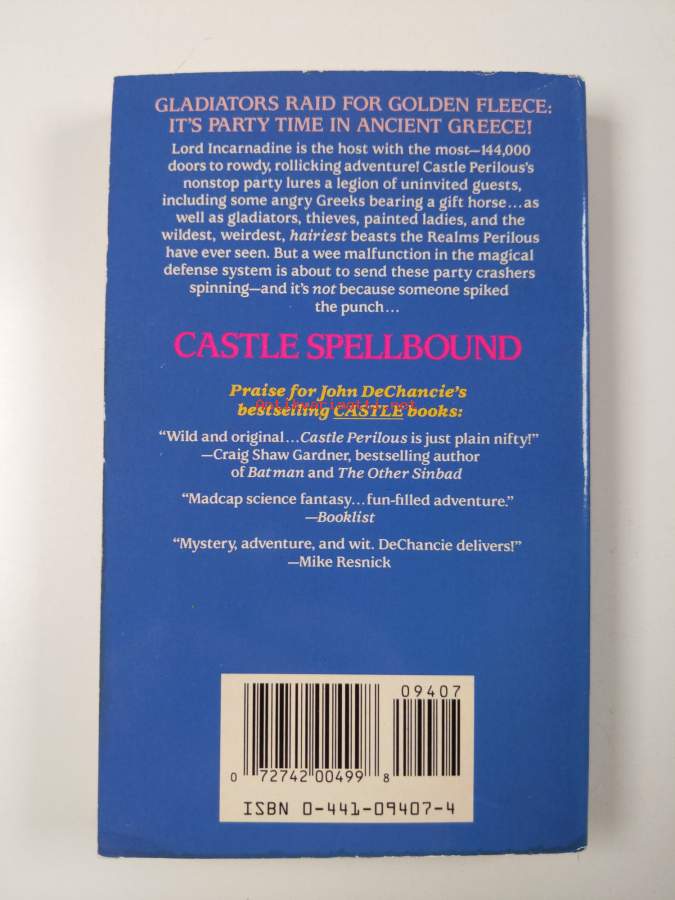 GLADIATORS RAID FOR GOLDEN FLEECE:
IT'S PARTY TIME IN ANCIENT GREECE!
Lord Incarnadine is the host with the most—144,000
doors to rowdy, rollicking adventure! Castle Perilous's
nonstop party lures a legion of uninvited guests,
including some angry Greeks bearing a gift horse...as
well as gladiators, thieves, painted ladies, and the
wildest, weirdest, hairiest beasts the Realms Perilous
have ever seen. But a wee malfunction in the magical
defense system is about to send these party crashers
spinning—and it's not because someone spiked
the punch...
CASTLE SPELLBOUND
Praise for John DeChancie's
Antikvariaatti.net
bestselling CASTLE books:
“Wild and original...Castle Perilous is just plain nifty!”
—Craig Shaw Gardner, bestselling author
of Batman and The Other Sinbad
“Madcap science fantasy...fun-filled adventure.”
—Booklist
“Mystery, adventure, and wit. DeChancie delivers!”
—Mike Resnick
09407
0 72742 00499 8
ISBN 0-441-09407-4